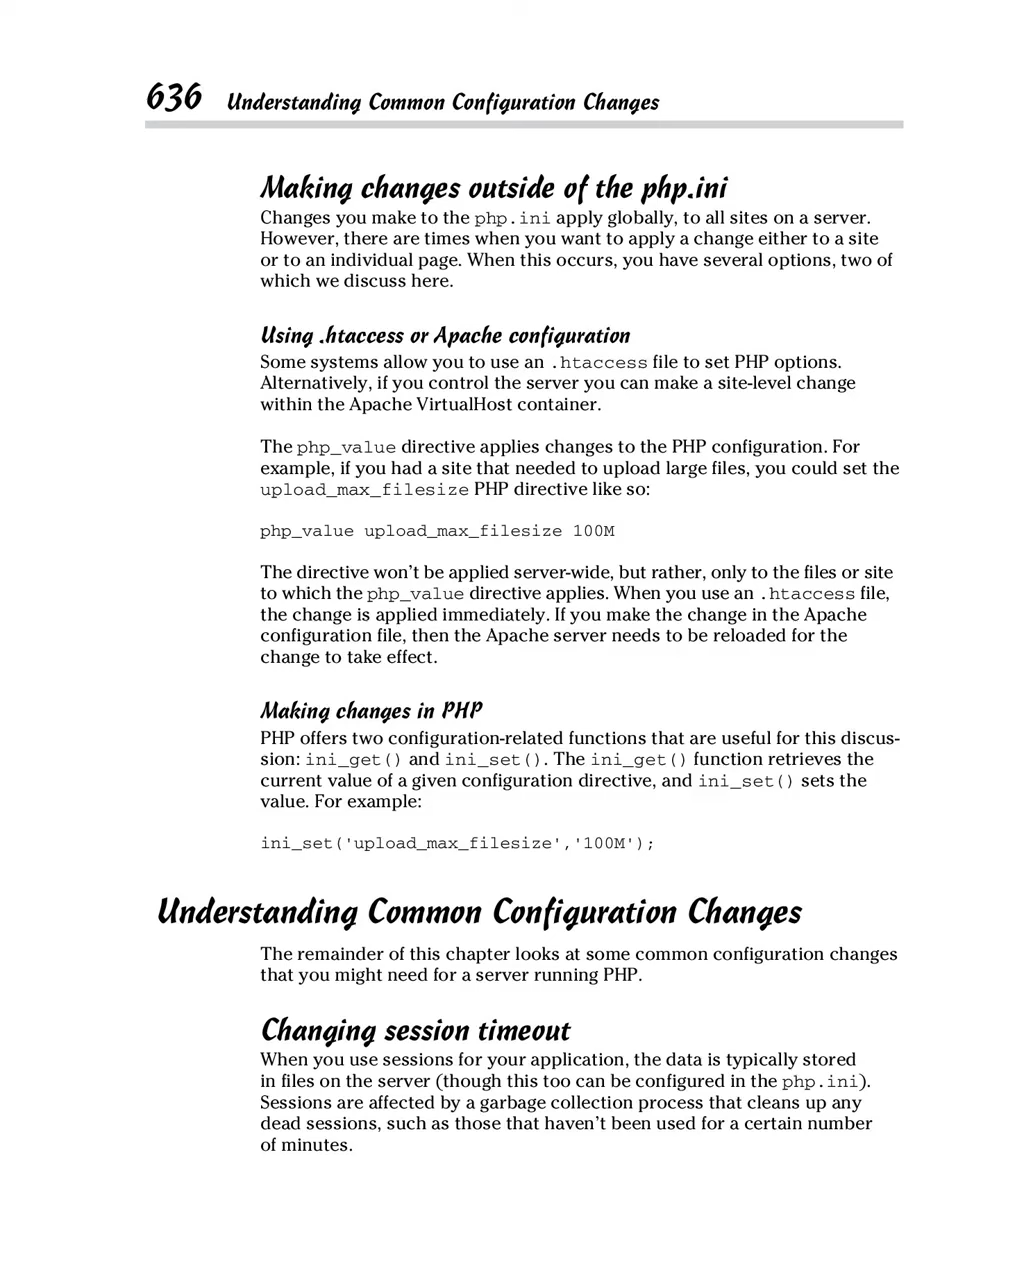 636 Understanding Common Configuration Changes
Making changes outside of the php.ini
Changes you make to the php.ini apply globally, to all sites on a server.
However, there are times when you want to apply a change either to a site
or to an individual page. When this occurs, you have several options, two of
which we discuss here.
Using .htaccess or Apache configuration
Some systems allow you to use an .htaccess file to set PHP options.
Alternatively, if you control the server you can make a site-level change
within the Apache VirtualHost container.
The php_value directive applies changes to the PHP configuration. For
example, if you had a site that needed to upload large files, you could set the
upload_max_filesize PHP directive like so:
php_value upload_max_filesize 100M
The directive won’t be applied server-wide, but rather, only to the files or site
to which the php_value directive applies. When you use an .htaccess file,
the change is applied immediately. If you make the change in the Apache
configuration file, then the Apache server needs to be reloaded for the
change to take effect.
Making changes in PHP
PHP offers two configuration-related functions that are useful for this discus-
sion: ini_get() and ini_set(). The ini_get() function retrieves the
current value of a given configuration directive, and ini_set() sets the
value. For example:
ini_set('upload_max_filesize','100M');
Understanding Common Configuration Changes
The remainder of this chapter looks at some common configuration changes
that you might need for a server running PHP.
Changing session timeout
When you use sessions for your application, the data is typically stored
in files on the server (though this too can be configured in the php.ini).
Sessions are affected by a garbage collection process that cleans up any
dead sessions, such as those that haven’t been used for a certain number
of minutes.